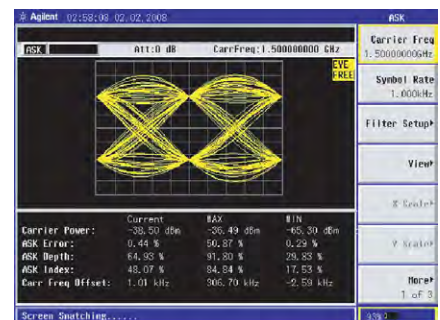 Agilent 02:58:08 02.02.2008 ASK
ASK Att:0 dB CarrFreq:1.500000000 GHz
EYE
FREE
Carrier Freq
1.50000000GHz
Symbol Rate
1.000kHz
Filter Setup
View
X Scale
Y Scale
More
1 of 3
Current MAX MIN
Carrier Power: -38.50 dBm -36.49 dBm -65.30 dBm
ASK Error: 0.44 % 50.87 % 0.29 %
ASK Depth: 64.93 % 91.80 % 29.83 %
ASK Index: 48.07 % 84.84 % 17.53 %
Carr Freq Offset: 1.01 kHz 306.70 kHz -2.59 kHz
Screen Snatching......
93%